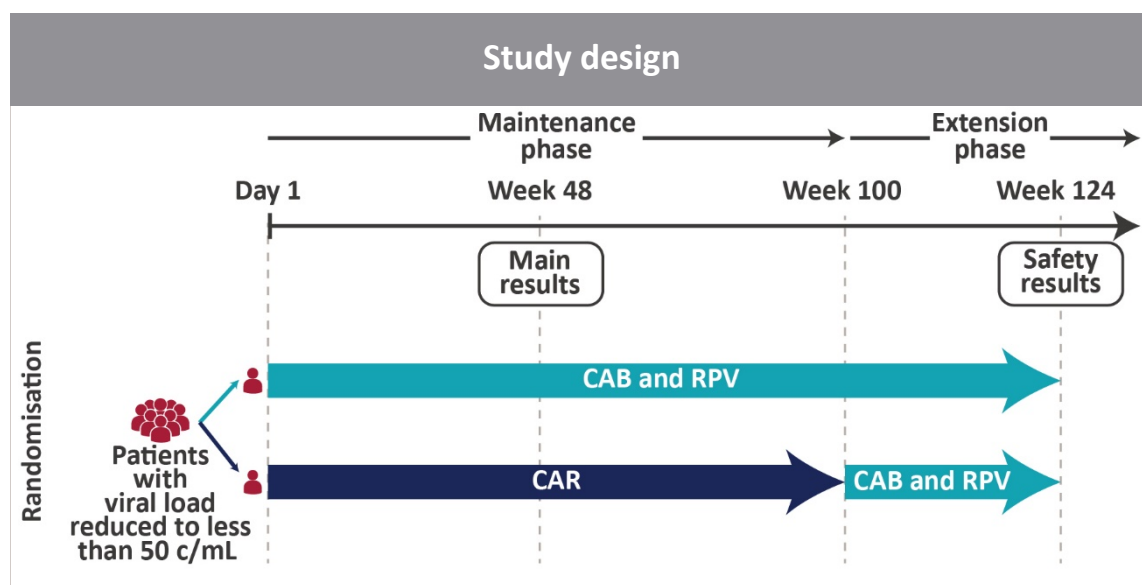 Study design
Maintenance
phase
Extension
phase
Day 1
Week 48
Week 100
Week 124
Main
results
Safety
results
Randomisation
CAB and RPV
Patients
with
viral load
reduced to less
than 50 c/mL
CAR
CAB and RPV